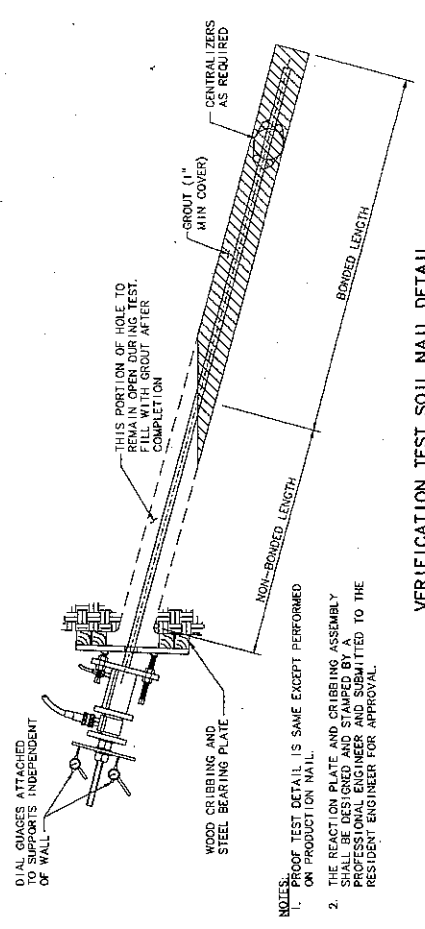 DIAL GUAGES ATTACHED
TO SUPPORTS INDEPENDENT
OF WALL
THIS PORTION OF HOLE TO
REMAIN OPEN DURING TEST.
FILL WITH GROUT AFTER
COMPLETION
GROUT (1"
MIN COVER)
CENTRALIZERS
AS REQUIRED
WOOD CRIBBING AND
STEEL BEARING PLATE
NON-BONDED LENGTH
BONDED LENGTH
NOTES:
1. PROOF TEST DETAIL IS SAME EXCEPT PERFORMED
ON PRODUCTION NAIL.
2. THE REACTION PLATE AND CRIBBING ASSEMBLY
SHALL BE DESIGNED AND STAMPED BY A
PROFESSIONAL ENGINEER AND SUBMITTED TO THE
RESIDENT ENGINEER FOR APPROVAL.
VERIFICATION TEST SOIL NAIL DETAIL